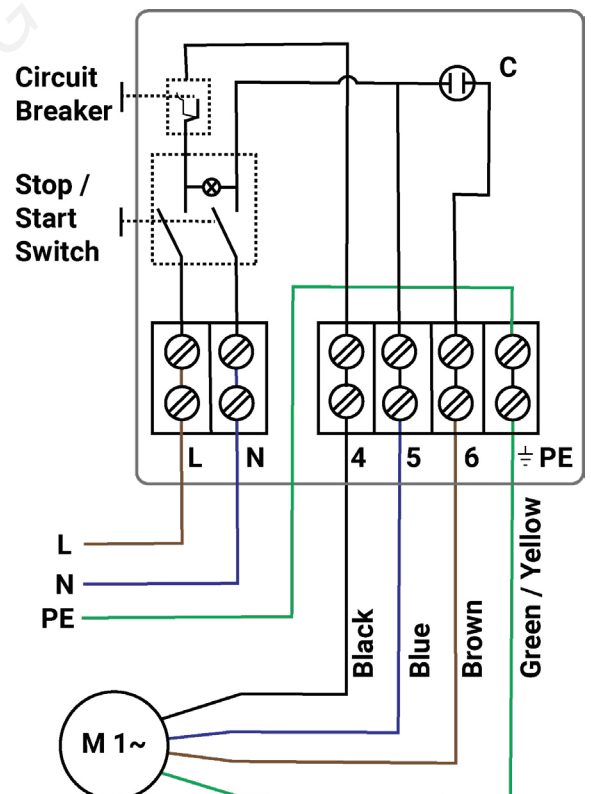 C
Circuit
Breaker
Stop /
Start
Switch
L
N
4
5
6
PE
L
N
PE
Black
Blue
Brown
Green / Yellow
M 1~